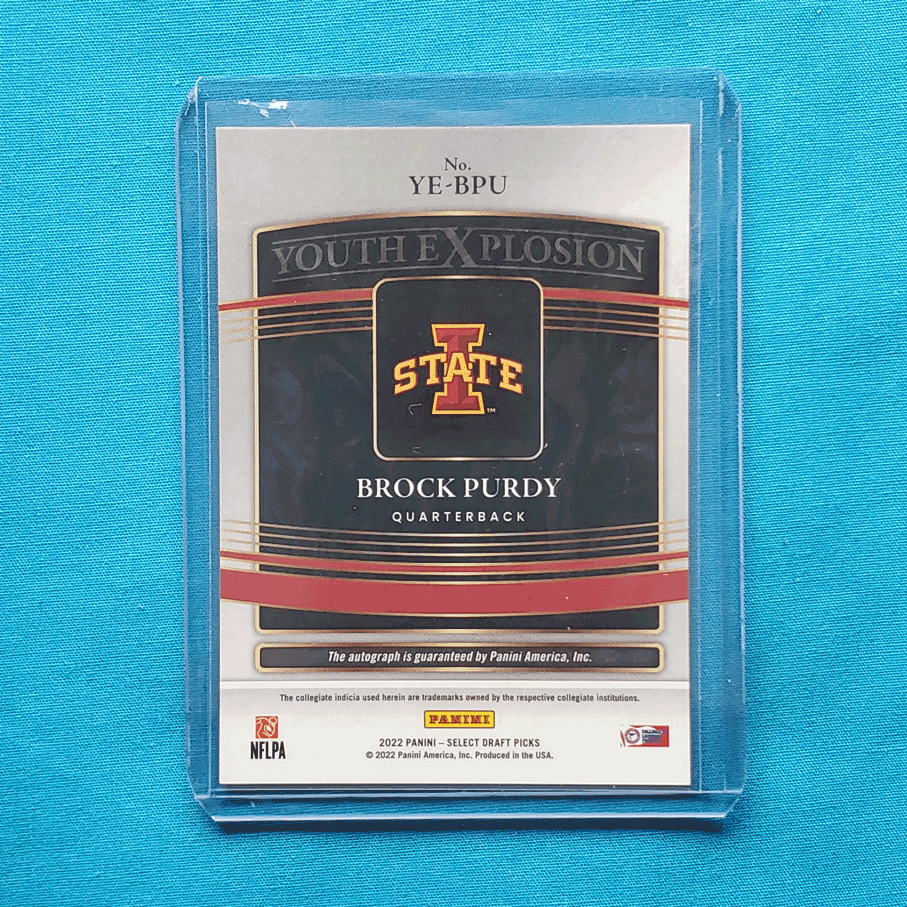 No.
YE-BPU
YOUTH EXPLOSION
I
STATE
TM
BROCK PURDY
QUARTERBACK
The autograph is guaranteed by Panini America, Inc.
The collegiate indicia used herein are trademarks owned by the respective collegiate institutions.
PANINI
NFLPA
2022 PANINI – SELECT DRAFT PICKS
© 2022 Panini America, Inc. Produced in the USA.